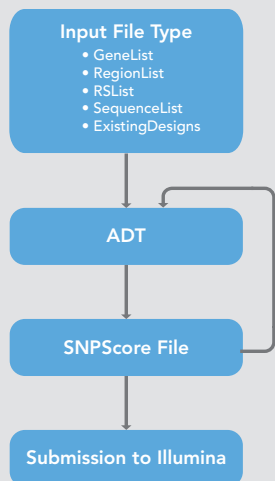 Input File Type
• GeneList
• RegionList
• RSList
• SequenceList
• ExistingDesigns
ADT
SNPScore File
Submission to Illumina